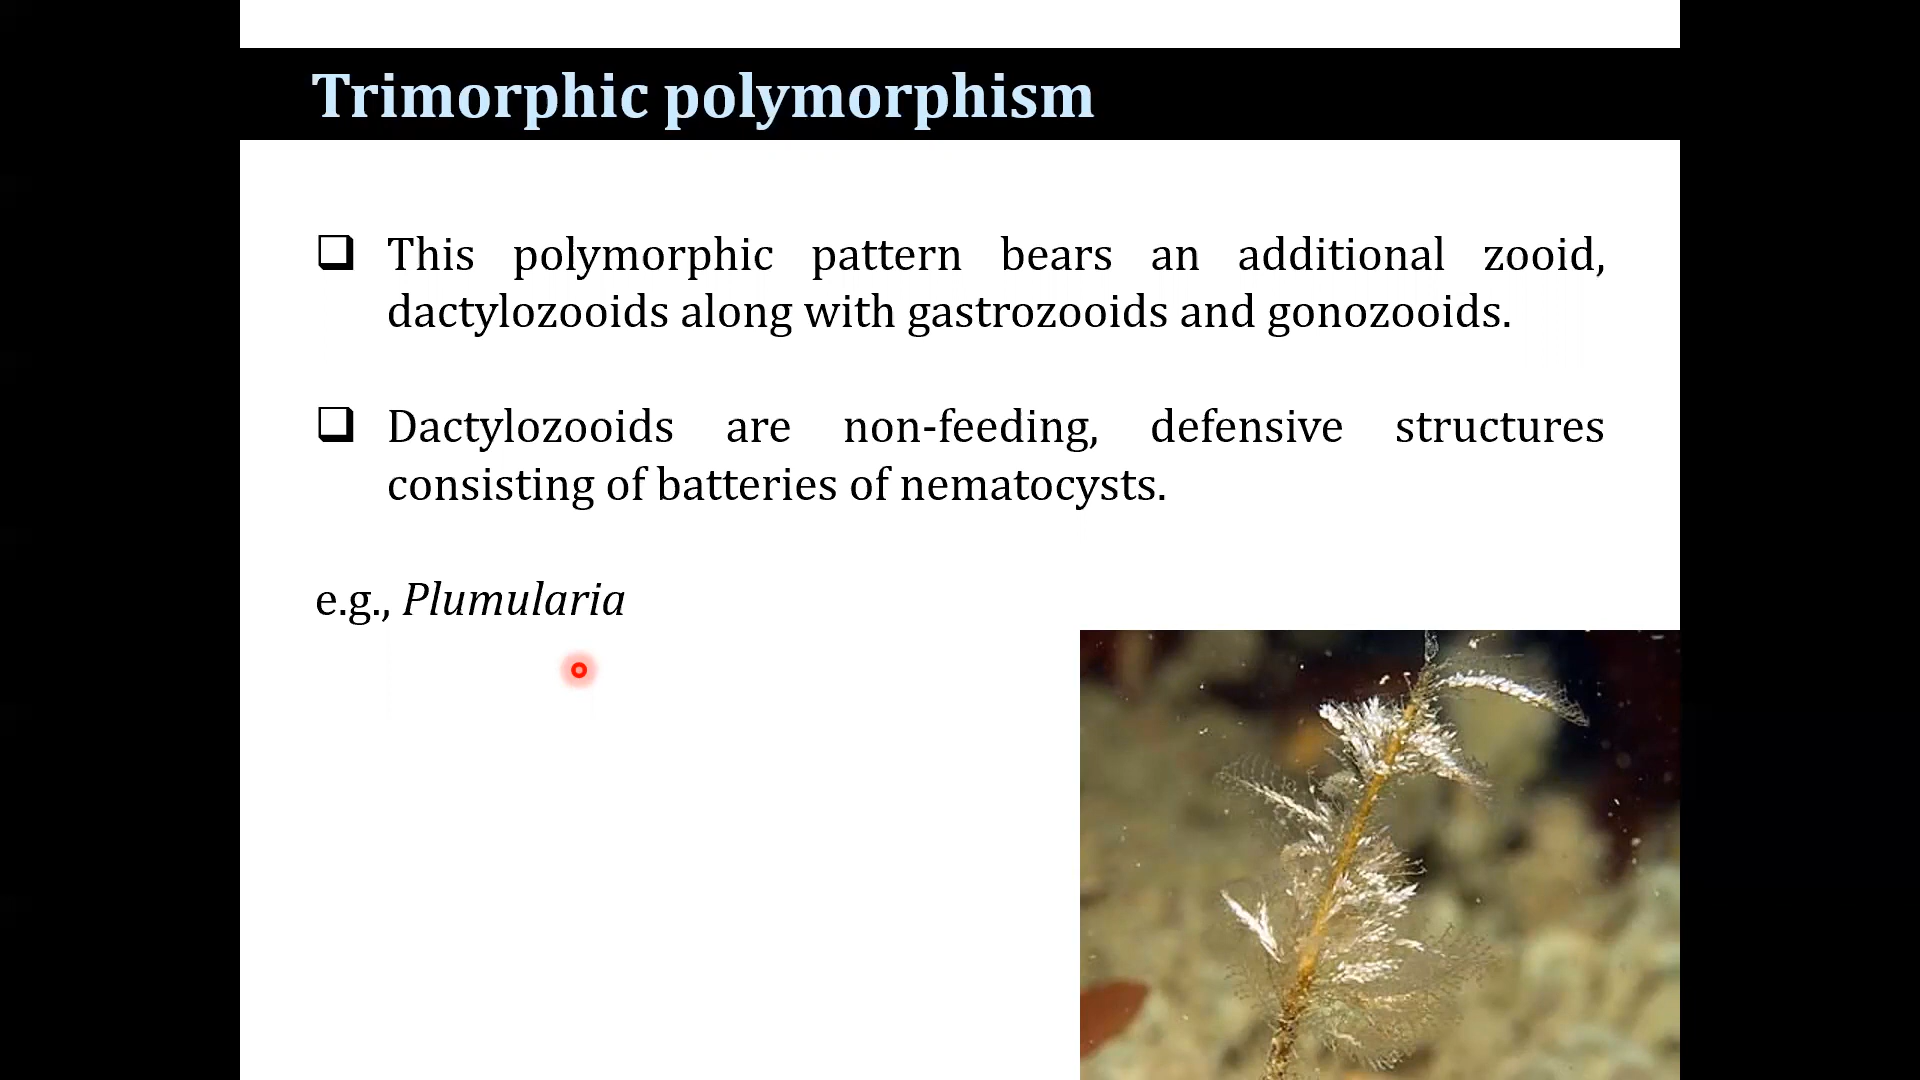 Trimorphic polymorphism
❑ This polymorphic pattern bears an additional zooid,
dactylozooids along with gastrozooids and gonozooids.
❑ Dactylozooids are non-feeding, defensive structures
consisting of batteries of nematocysts.
e.g., Plumularia